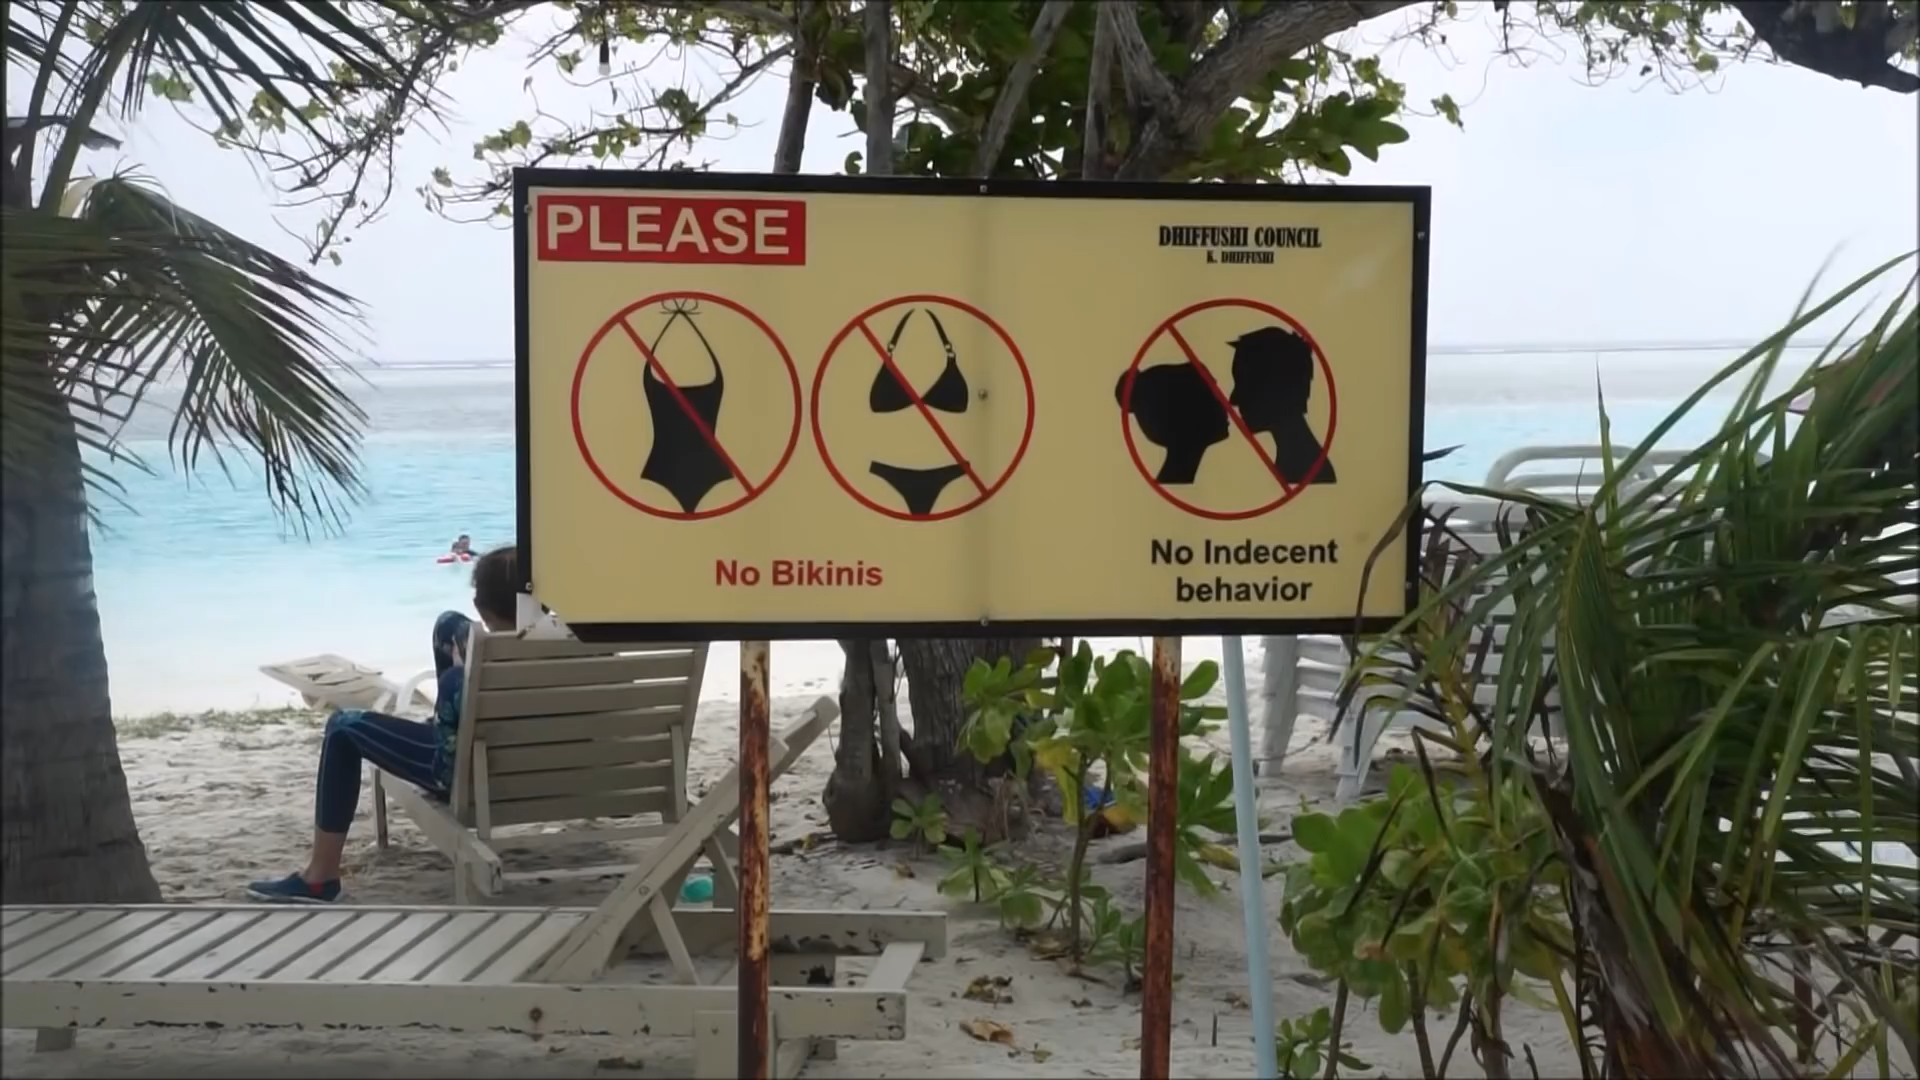 PLEASE
DHIFFUSHI COUNCIL
K. DHIFFUSHI
No Bikinis
No Indecent
behavior